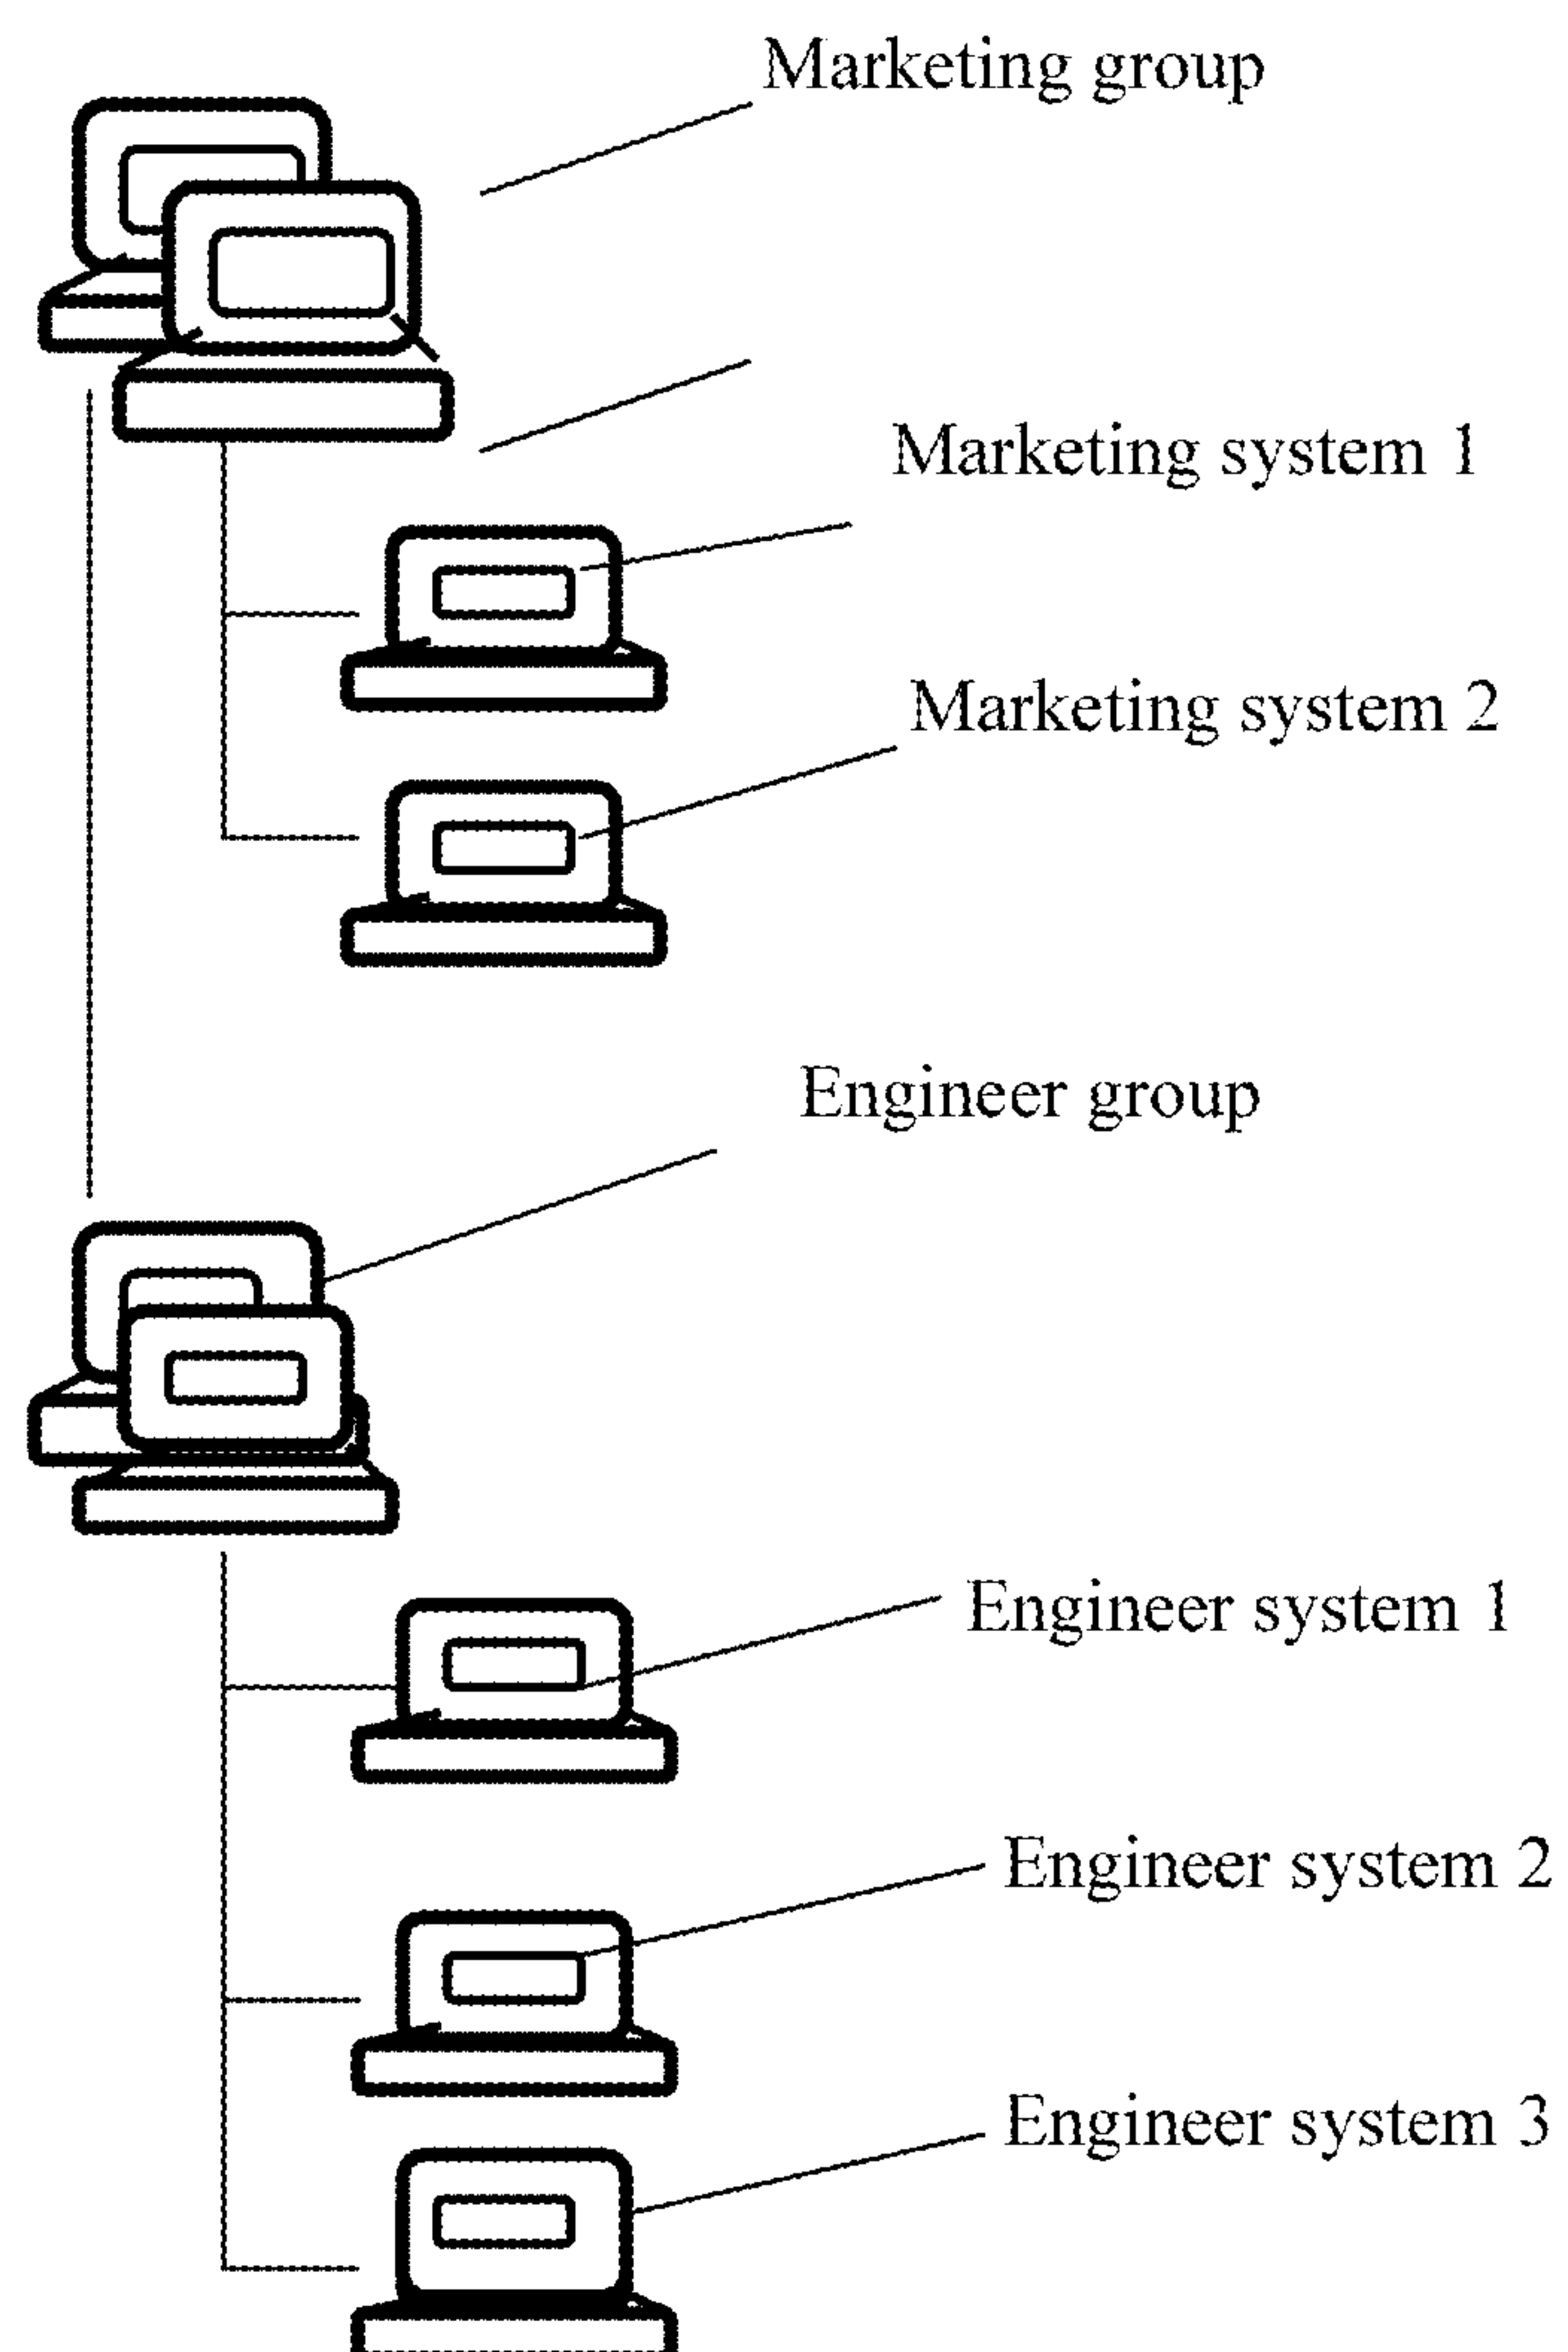 Marketing group
Marketing system 1
Marketing system 2
Engineer group
Engineer system 1
Engineer system 2
Engineer system 3